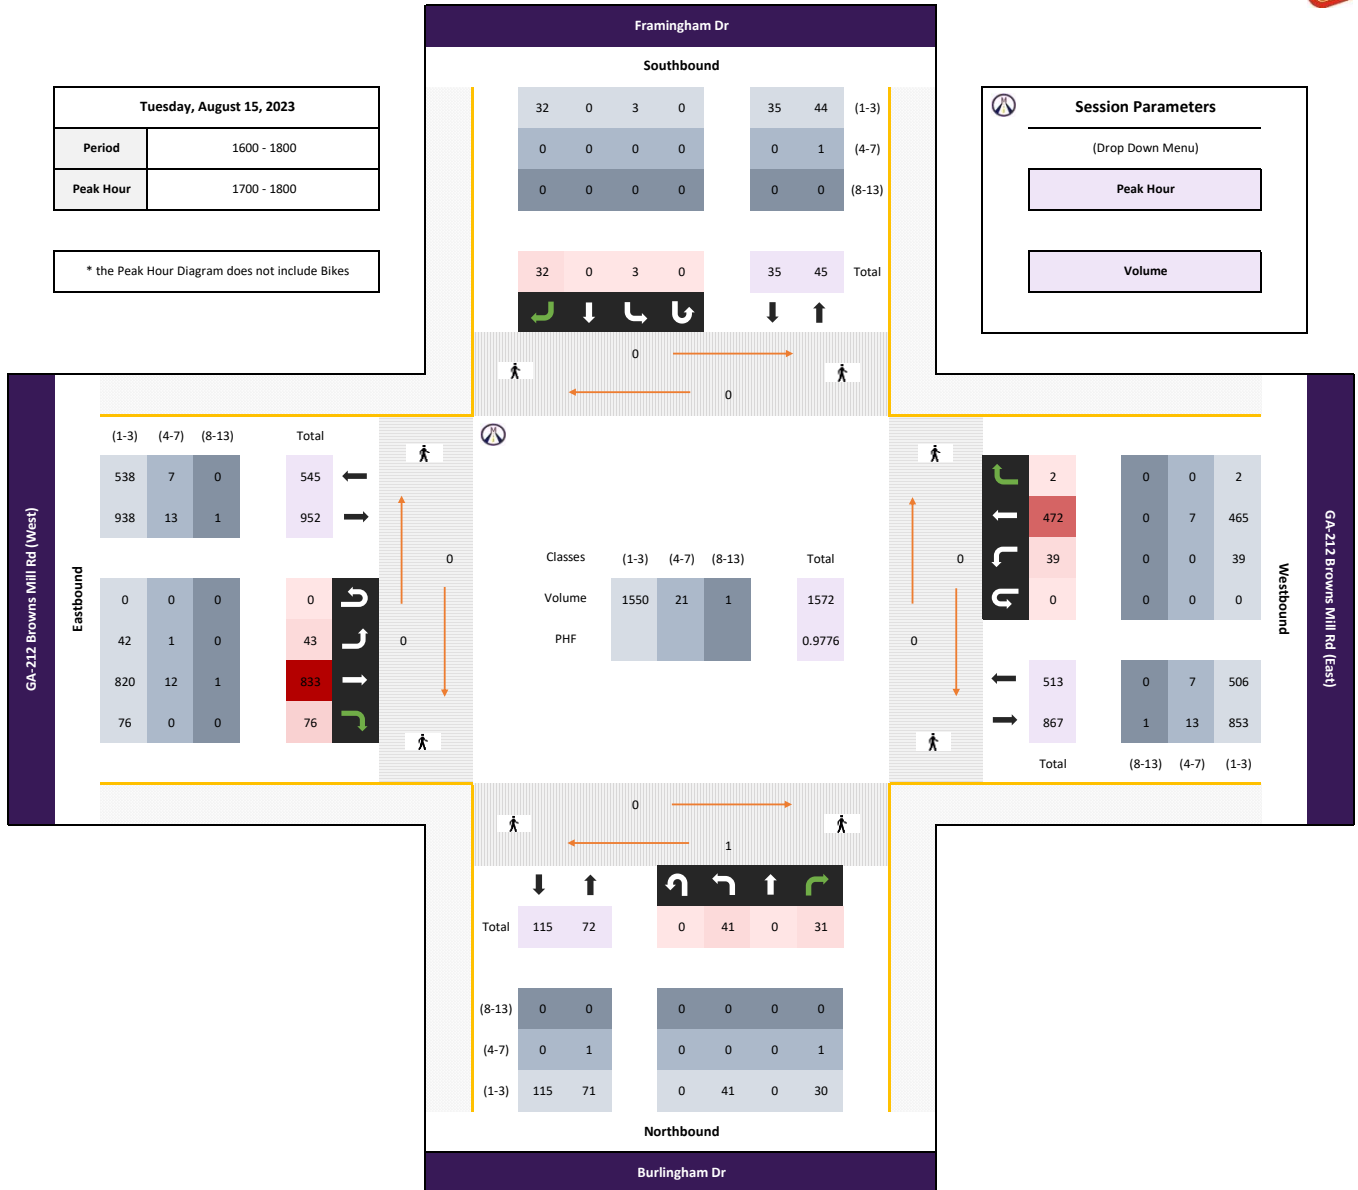 Framingham Dr
Southbound
Tuesday, August 15, 2023
Period 1600 - 1800
Peak Hour 1700 - 1800
* the Peak Hour Diagram does not include Bikes
Session Parameters
(Drop Down Menu)
Peak Hour
Volume
32 0 3 0 35 44 (1-3)
0 0 0 0 0 1 (4-7)
0 0 0 0 0 0 (8-13)
32 0 3 0 35 45 Total
0
0
GA-212 Browns Mill Rd (West)
Eastbound
(1-3) (4-7) (8-13) Total
538 7 0 545
938 13 1 952
0 0 0 0
42 1 0 43
820 12 1 833
76 0 0 76
0
0
Classes (1-3) (4-7) (8-13) Total
Volume 1550 21 1 1572
PHF 0.9776
0
0
2 0 0 2
472 0 7 465
39 0 0 39
0 0 0 0
513 0 7 506
867 1 13 853
Total (8-13) (4-7) (1-3)
Westbound
GA-212 Browns Mill Rd (East)
0
1
Total 115 72 0 41 0 31
(8-13) 0 0 0 0 0 0
(4-7) 0 1 0 0 0 1
(1-3) 115 71 0 41 0 30
Northbound
Burlingham Dr